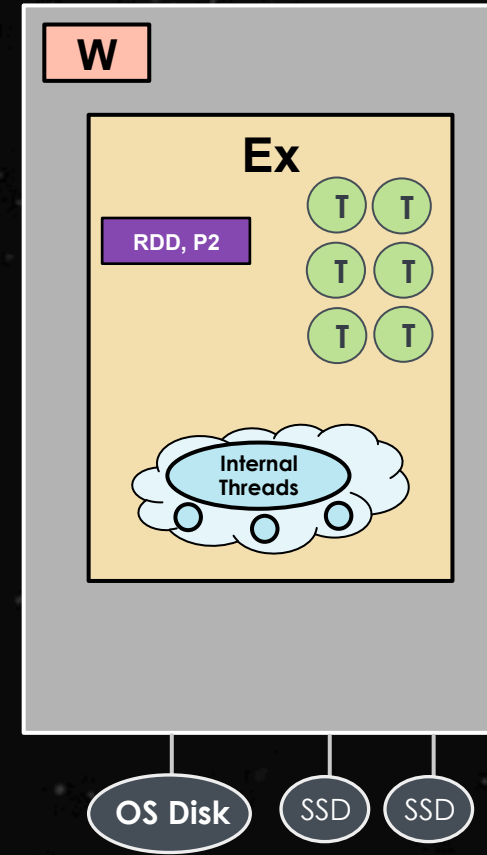 W
Ex
T T
RDD, P2
T T
T T
Internal
Threads
OS Disk
SSD
SSD